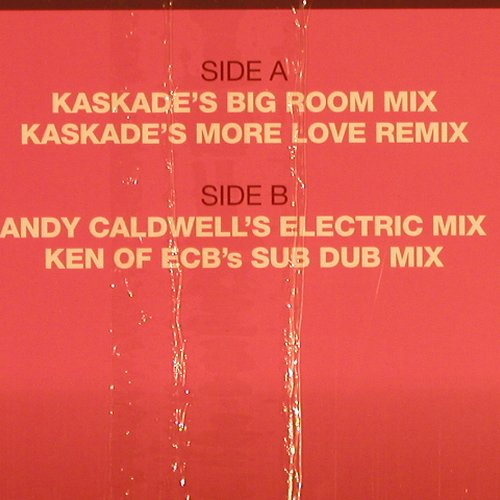 SIDE A
KASKADE'S BIG ROOM MIX
KASKADE'S MORE LOVE REMIX
SIDE B
ANDY CALDWELL'S ELECTRIC MIX
KEN OF ECB's SUB DUB MIX